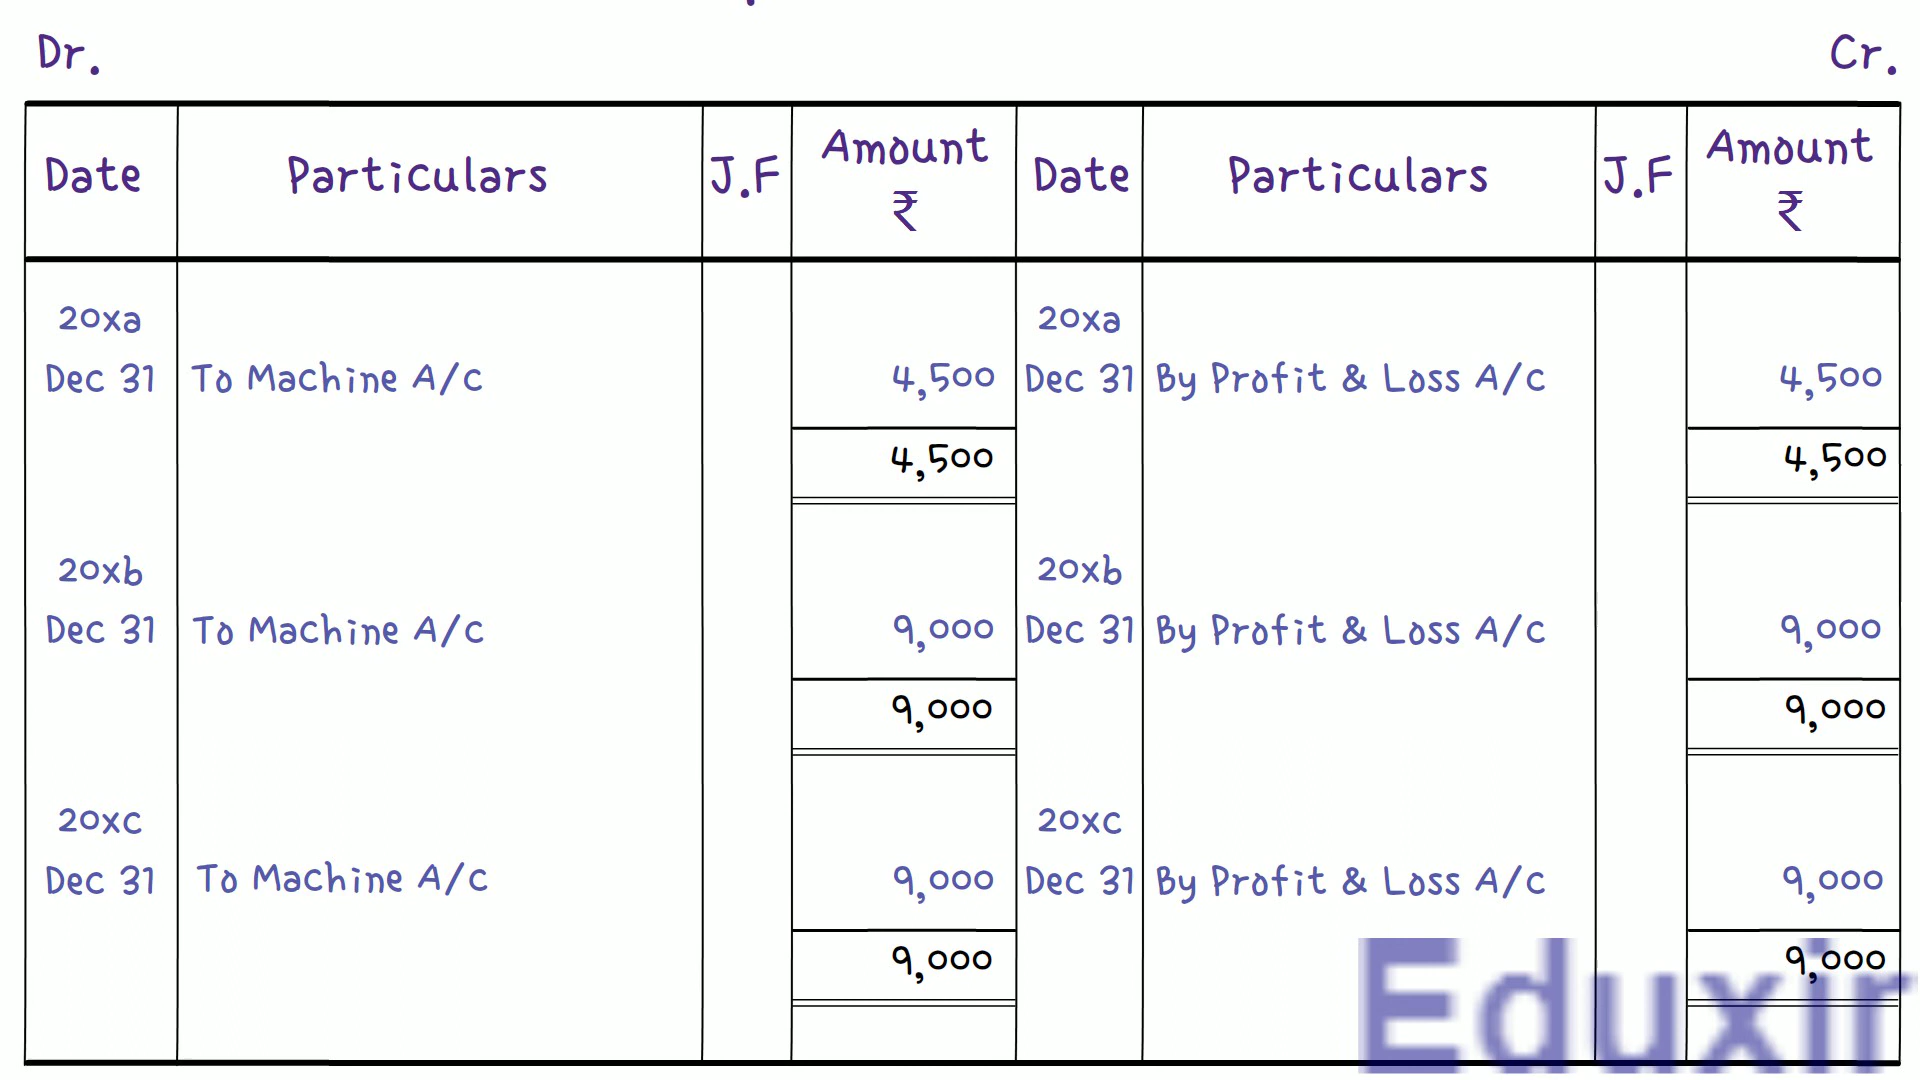 Dr. Cr.
Date Particulars J.F Amount ₹ Date Particulars J.F Amount ₹
20xa 20xa
Dec 31 To Machine A/c 4,500 Dec 31 By Profit & Loss A/c 4,500
4,500 4,500
20xb 20xb
Dec 31 To Machine A/c 9,000 Dec 31 By Profit & Loss A/c 9,000
9,000 9,000
20xc 20xc
Dec 31 To Machine A/c 9,000 Dec 31 By Profit & Loss A/c 9,000
9,000 9,000
Eduxir